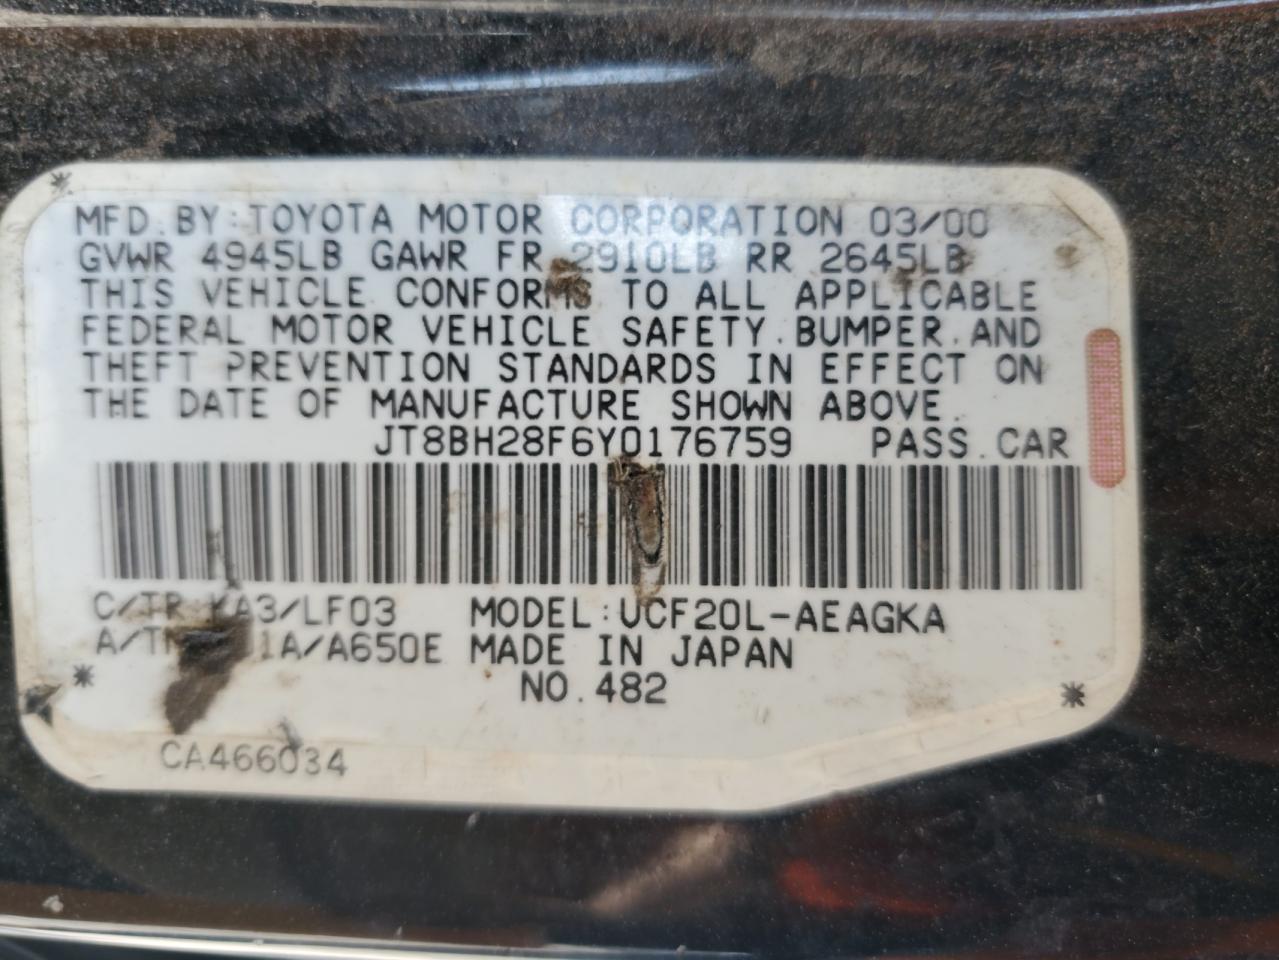 MFD.BY:TOYOTA MOTOR CORPORATION 03/00
GVWR 4945LB GAWR FR 2910LB RR 2645LB
THIS VEHICLE CONFORMS TO ALL APPLICABLE
FEDERAL MOTOR VEHICLE SAFETY.BUMPER.AND
THEFT PREVENTION STANDARDS IN EFFECT ON
THE DATE OF MANUFACTURE SHOWN ABOVE.
JT8BH28F6Y0176759 PASS.CAR
C/TR KA3/LF03 MODEL:UCF20L-AEAGKA
MADE IN JAPAN
NO.482
CA466034